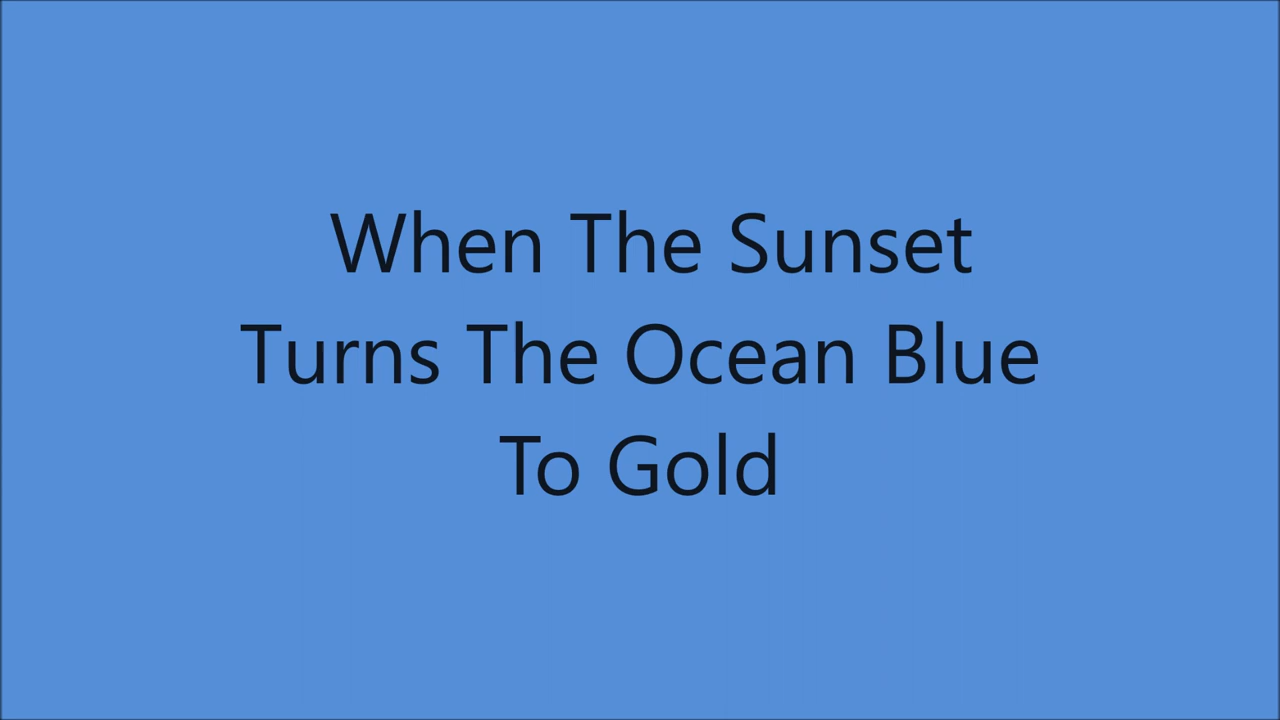 When The Sunset
Turns The Ocean Blue
To Gold